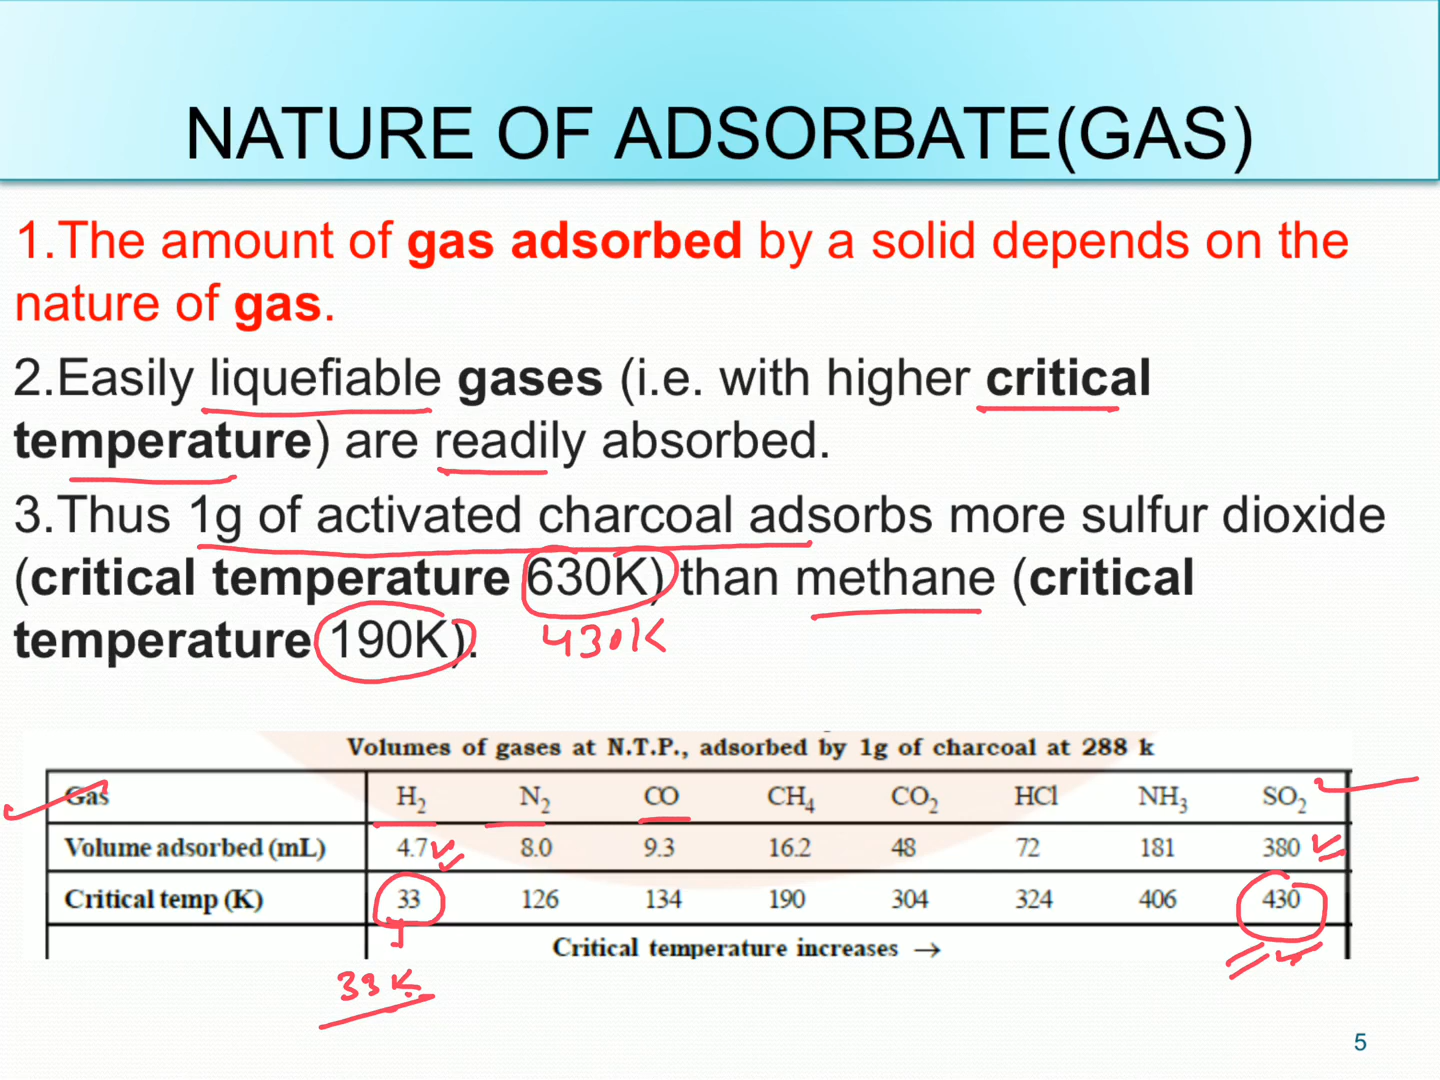 NATURE OF ADSORBATE(GAS)
1.The amount of gas adsorbed by a solid depends on the
nature of gas.
2.Easily liquefiable gases (i.e. with higher critical
temperature) are readily absorbed.
3.Thus 1g of activated charcoal adsorbs more sulfur dioxide
(critical temperature 630K) than methane (critical
temperature 190K).
430K
Volumes of gases at N.T.P., adsorbed by 1g of charcoal at 288 k
Gas H₂ N₂ CO CH₄ CO₂ HCl NH₃ SO₂
Volume adsorbed (mL) 4.7 8.0 9.3 16.2 48 72 181 380
Critical temp (K) 33 126 134 190 304 324 406 430
Critical temperature increases →
33 K
5